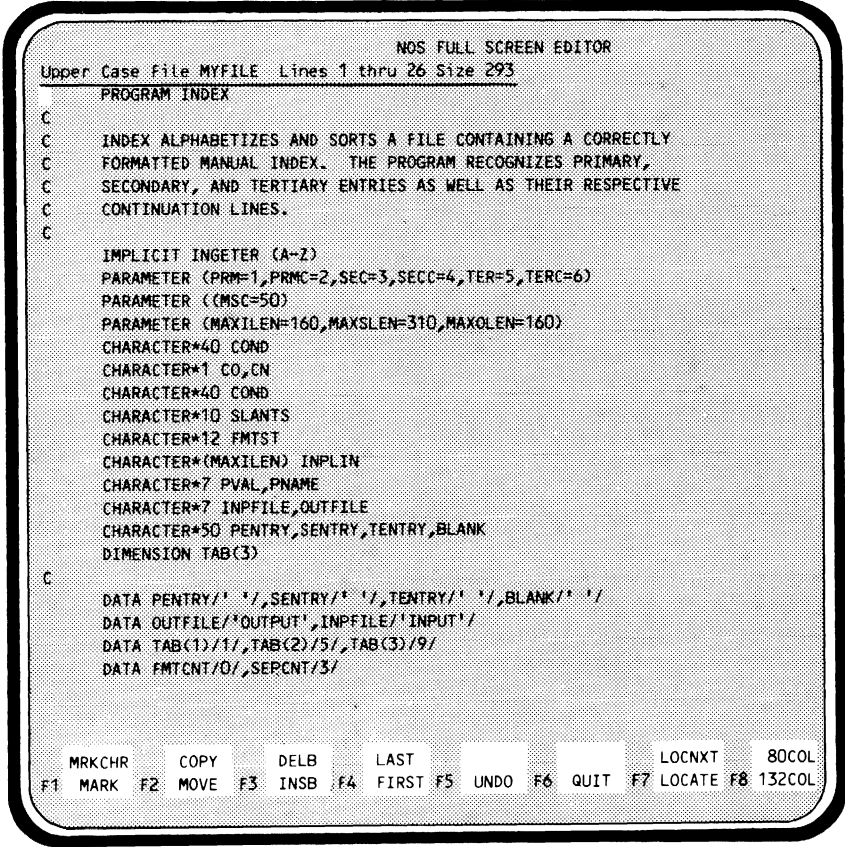 NOS FULL SCREEN EDITOR
Upper Case File MYFILE  Lines 1 thru 26 Size 293
      PROGRAM INDEX
C
C     INDEX ALPHABETIZES AND SORTS A FILE CONTAINING A CORRECTLY
C     FORMATTED MANUAL INDEX.  THE PROGRAM RECOGNIZES PRIMARY,
C     SECONDARY, AND TERTIARY ENTRIES AS WELL AS THEIR RESPECTIVE
C     CONTINUATION LINES.
C
      IMPLICIT INGETER (A-Z)
      PARAMETER (PRM=1,PRMC=2,SEC=3,SECC=4,TER=5,TERC=6)
      PARAMETER ((MSC=50)
      PARAMETER (MAXILEN=160,MAXSLEN=310,MAXOLEN=160)
      CHARACTER*40 COND
      CHARACTER*1 CO,CN
      CHARACTER*40 COND
      CHARACTER*10 SLANTS
      CHARACTER*12 FMTST
      CHARACTER*(MAXILEN) INPLIN
      CHARACTER*7 PVAL,PNAME
      CHARACTER*7 INPFILE,OUTFILE
      CHARACTER*50 PENTRY,SENTRY,TENTRY,BLANK
      DIMENSION TAB(3)
C
      DATA PENTRY/' '/,SENTRY/' '/,TENTRY/' '/,BLANK/' '/
      DATA OUTFILE/'OUTPUT',INPFILE/'INPUT'/
      DATA TAB(1)/1/,TAB(2)/5/,TAB(3)/9/
      DATA FMTCNT/0/,SEPCNT/3/
MRKCHR COPY DELB LAST LOCNXT 80COL
F1 MARK F2 MOVE F3 INSB F4 FIRST F5 UNDO F6 QUIT F7 LOCATE F8 132COL